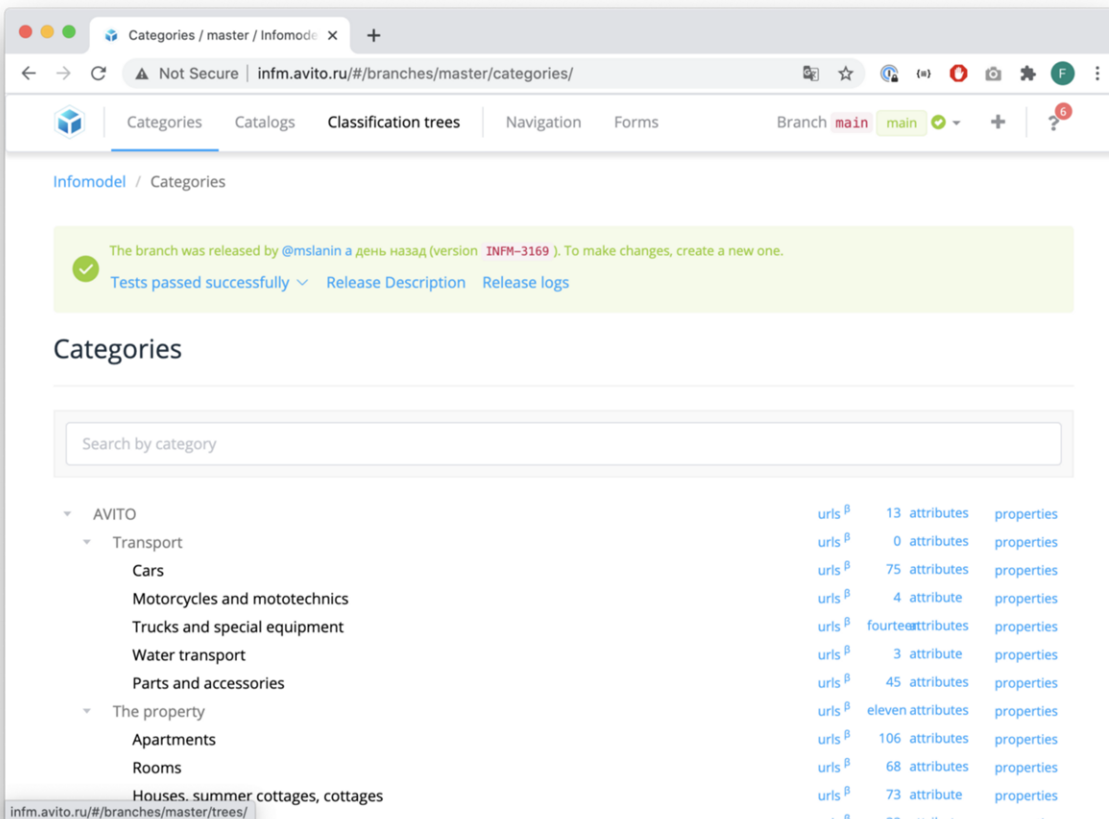 Categories / master / Infomode
Not Secure infm.avito.ru/#/branches/master/categories/
F
Categories Catalogs Classification trees Navigation Forms Branch main main 6
Infomodel / Categories
The branch was released by @mslanin a день назад (version INFM-3169 ). To make changes, create a new one.
Tests passed successfully Release Description Release logs
Categories
Search by category
AVITO urls β 13 attributes properties
Transport urls β 0 attributes properties
Cars urls β 75 attributes properties
Motorcycles and mototechnics urls β 4 attribute properties
Trucks and special equipment urls β fourteen attributes properties
Water transport urls β 3 attribute properties
Parts and accessories urls β 45 attributes properties
The property urls β eleven attributes properties
Apartments urls β 106 attributes properties
Rooms urls β 68 attributes properties
Houses, summer cottages, cottages urls β 73 attribute properties
infm.avito.ru/#/branches/master/trees/